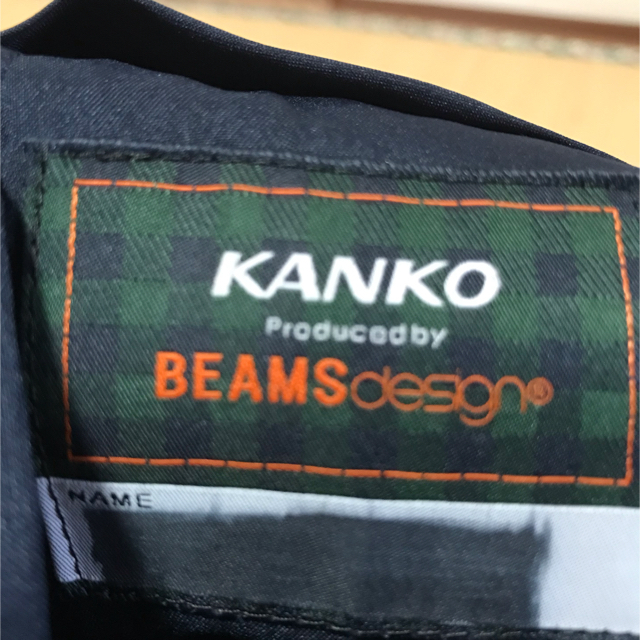 KANKO
Produced by
BEAMSdesign®
NAME